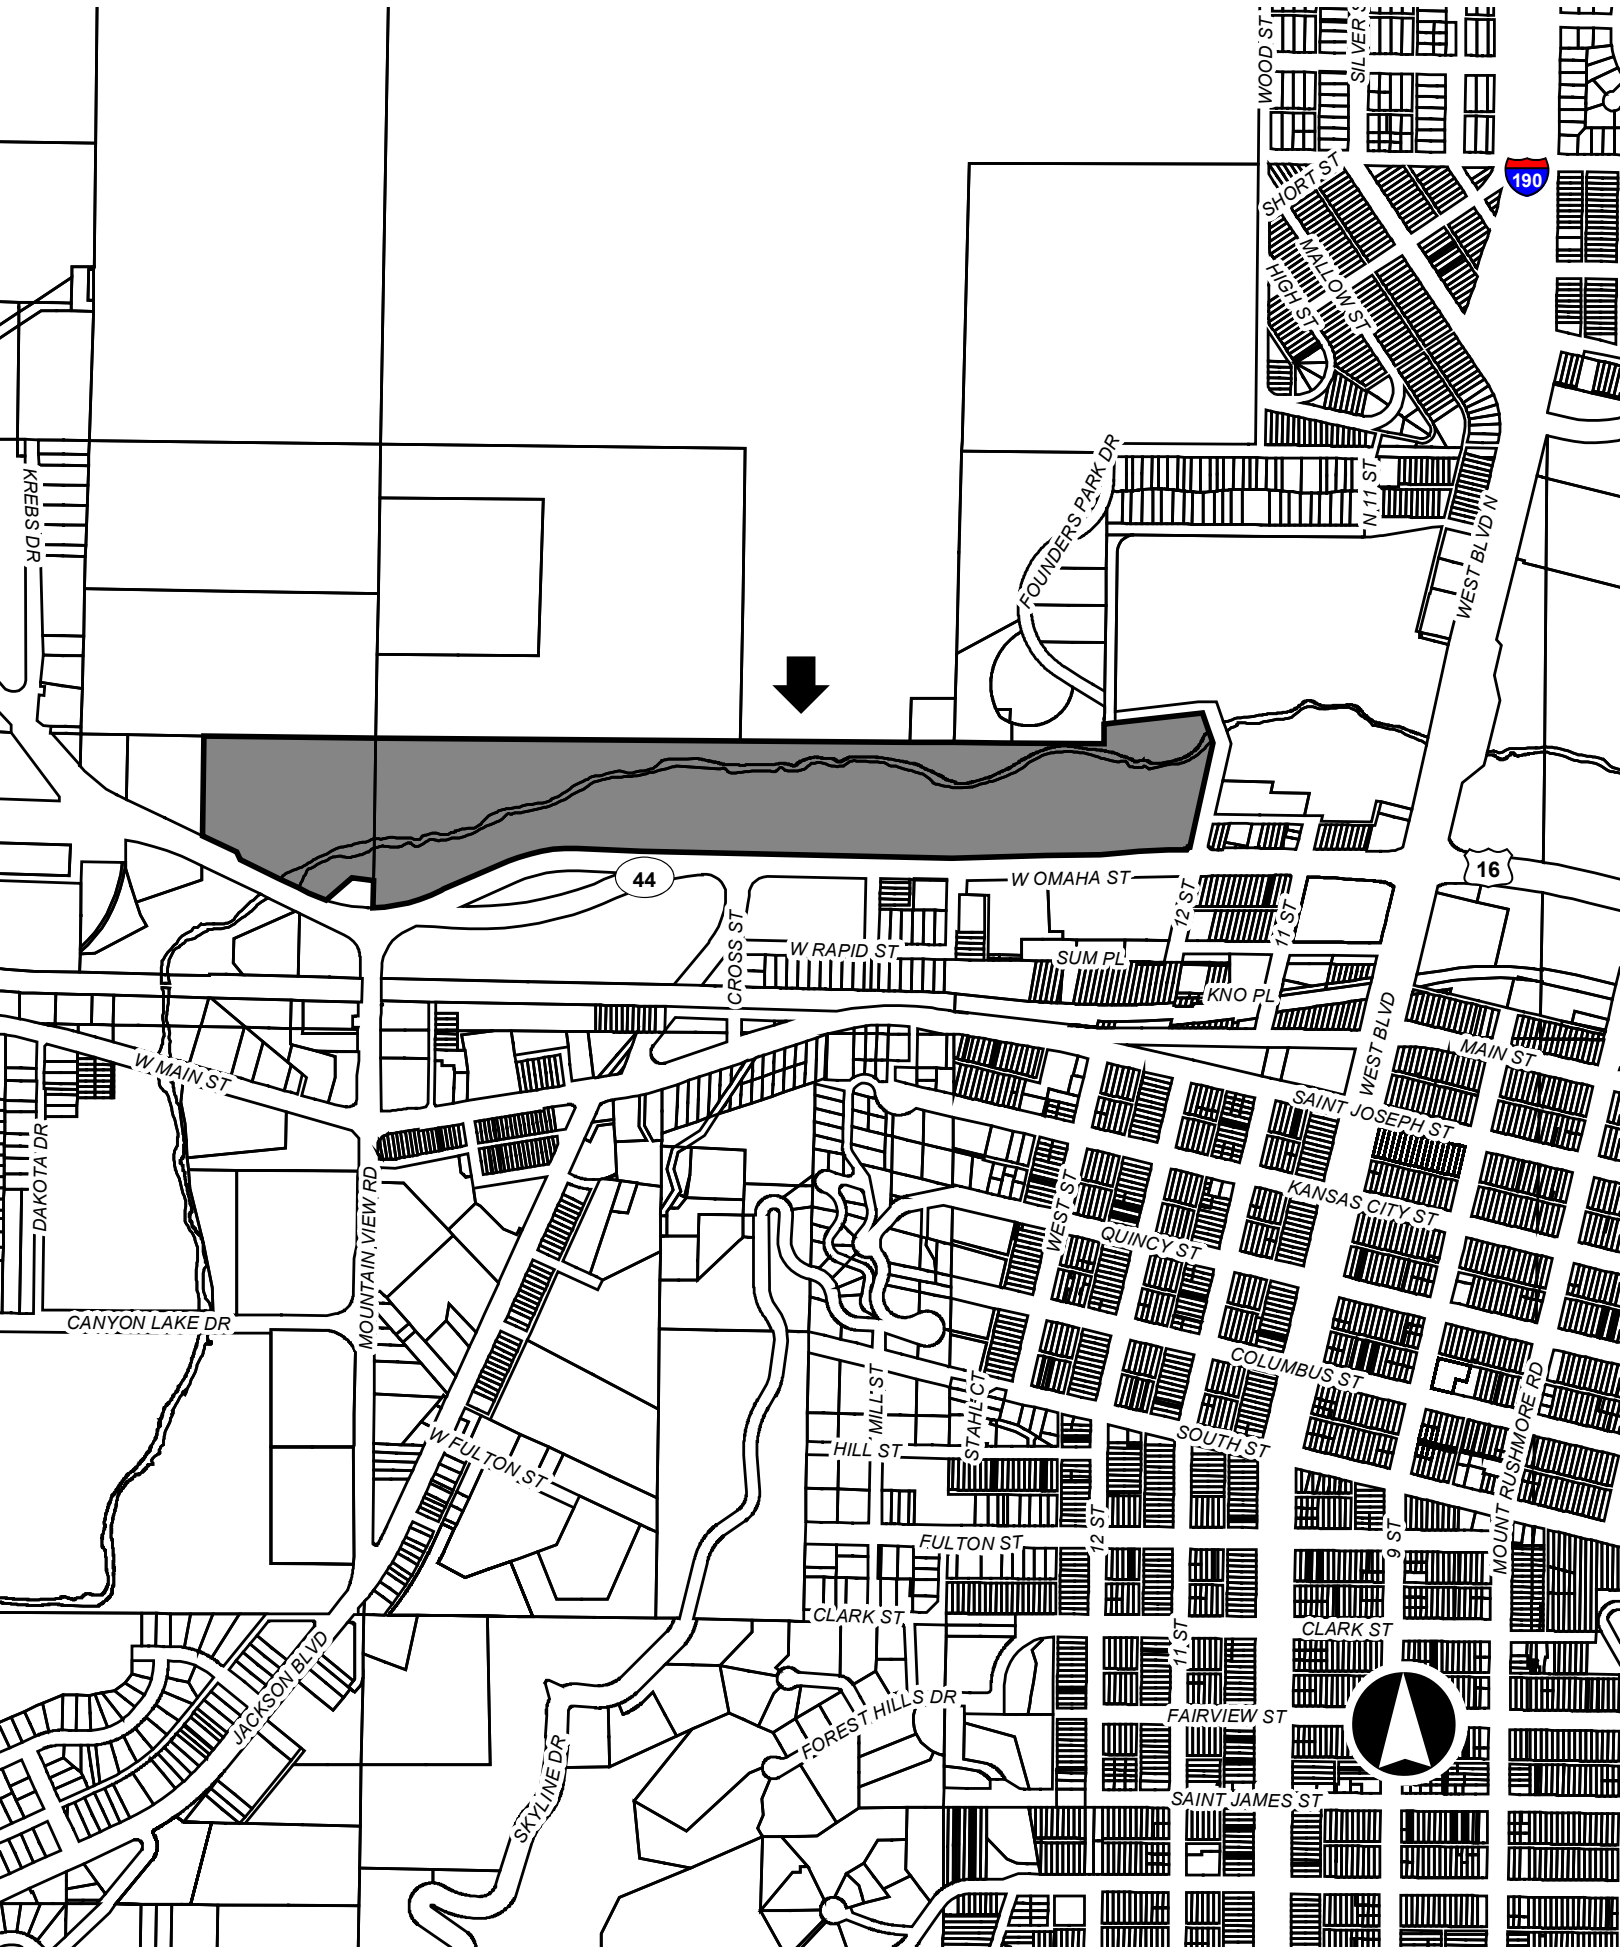 WOOD ST
SILVER S
190
SHORT ST
MALLOW ST
HIGH ST
FOUNDERS PARK DR
N 11 ST
KREBS DR
WEST BLVD N
16
44
W OMAHA ST
12 ST
11 ST
CROSS ST
W RAPID ST
SUM PL
KNO PL
WEST BLVD
MAIN ST
W MAIN ST
SAINT JOSEPH ST
DAKOTA DR
MOUNTAIN VIEW RD
WEST ST
KANSAS CITY ST
QUINCY ST
CANYON LAKE DR
COLUMBUS ST
MILL ST
STAHL CT
MOUNT RUSHMORE RD
W FULTON ST
HILL ST
SOUTH ST
12 ST
9 ST
FULTON ST
CLARK ST
11 ST
CLARK ST
JACKSON BLVD
FOREST HILLS DR
FAIRVIEW ST
SKYLINE DR
SAINT JAMES ST